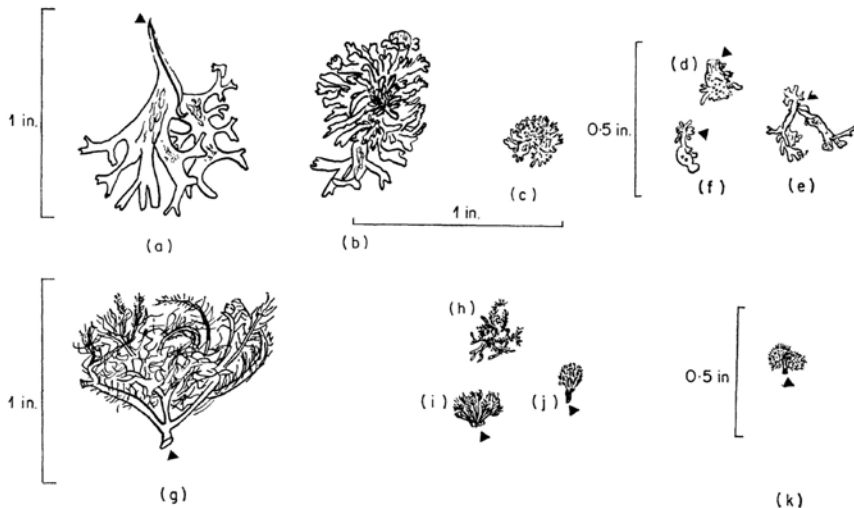 1 in.
(a)
(b)
(c)
1 in.
0·5 in.
(d)
(e)
(f)
1 in.
(g)
(h)
(i)
(j)
0·5 in
(k)